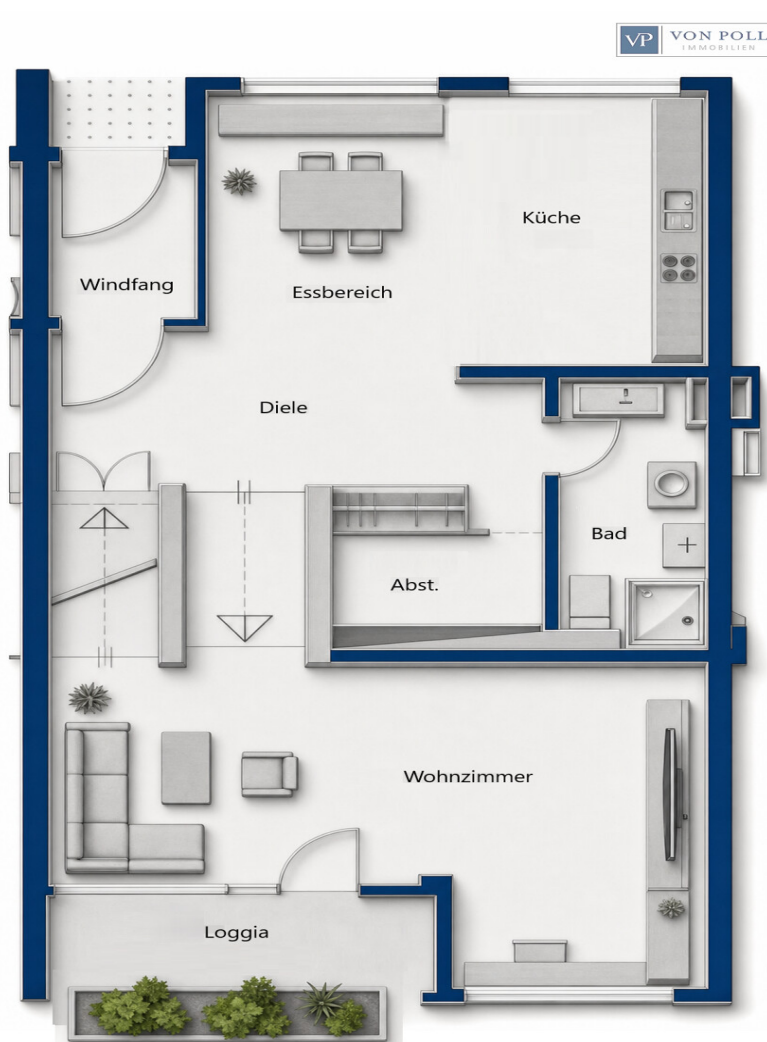 VP VON POLL
IMMOBILIEN
Küche
Windfang
Essbereich
Diele
Bad
Abst.
Wohnzimmer
Loggia